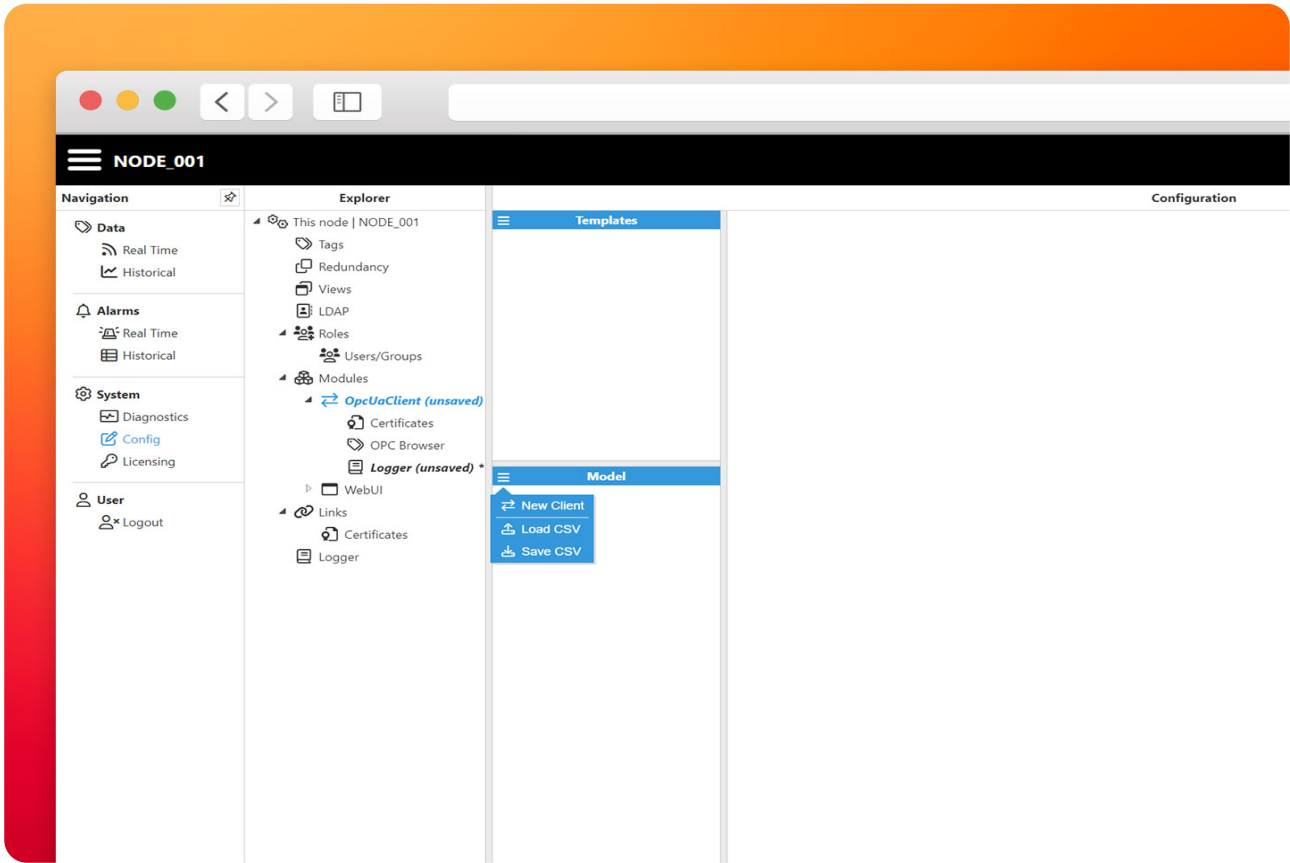 NODE_001
Navigation
Data
Real Time
Historical
Alarms
Real Time
Historical
System
Diagnostics
Config
Licensing
User
Logout
Explorer
This node | NODE_001
Tags
Redundancy
Views
LDAP
Roles
Users/Groups
Modules
OpcUaClient (unsaved)
Certificates
OPC Browser
Logger (unsaved) *
WebUI
Links
Certificates
Logger
Configuration
Templates
Model
New Client
Load CSV
Save CSV